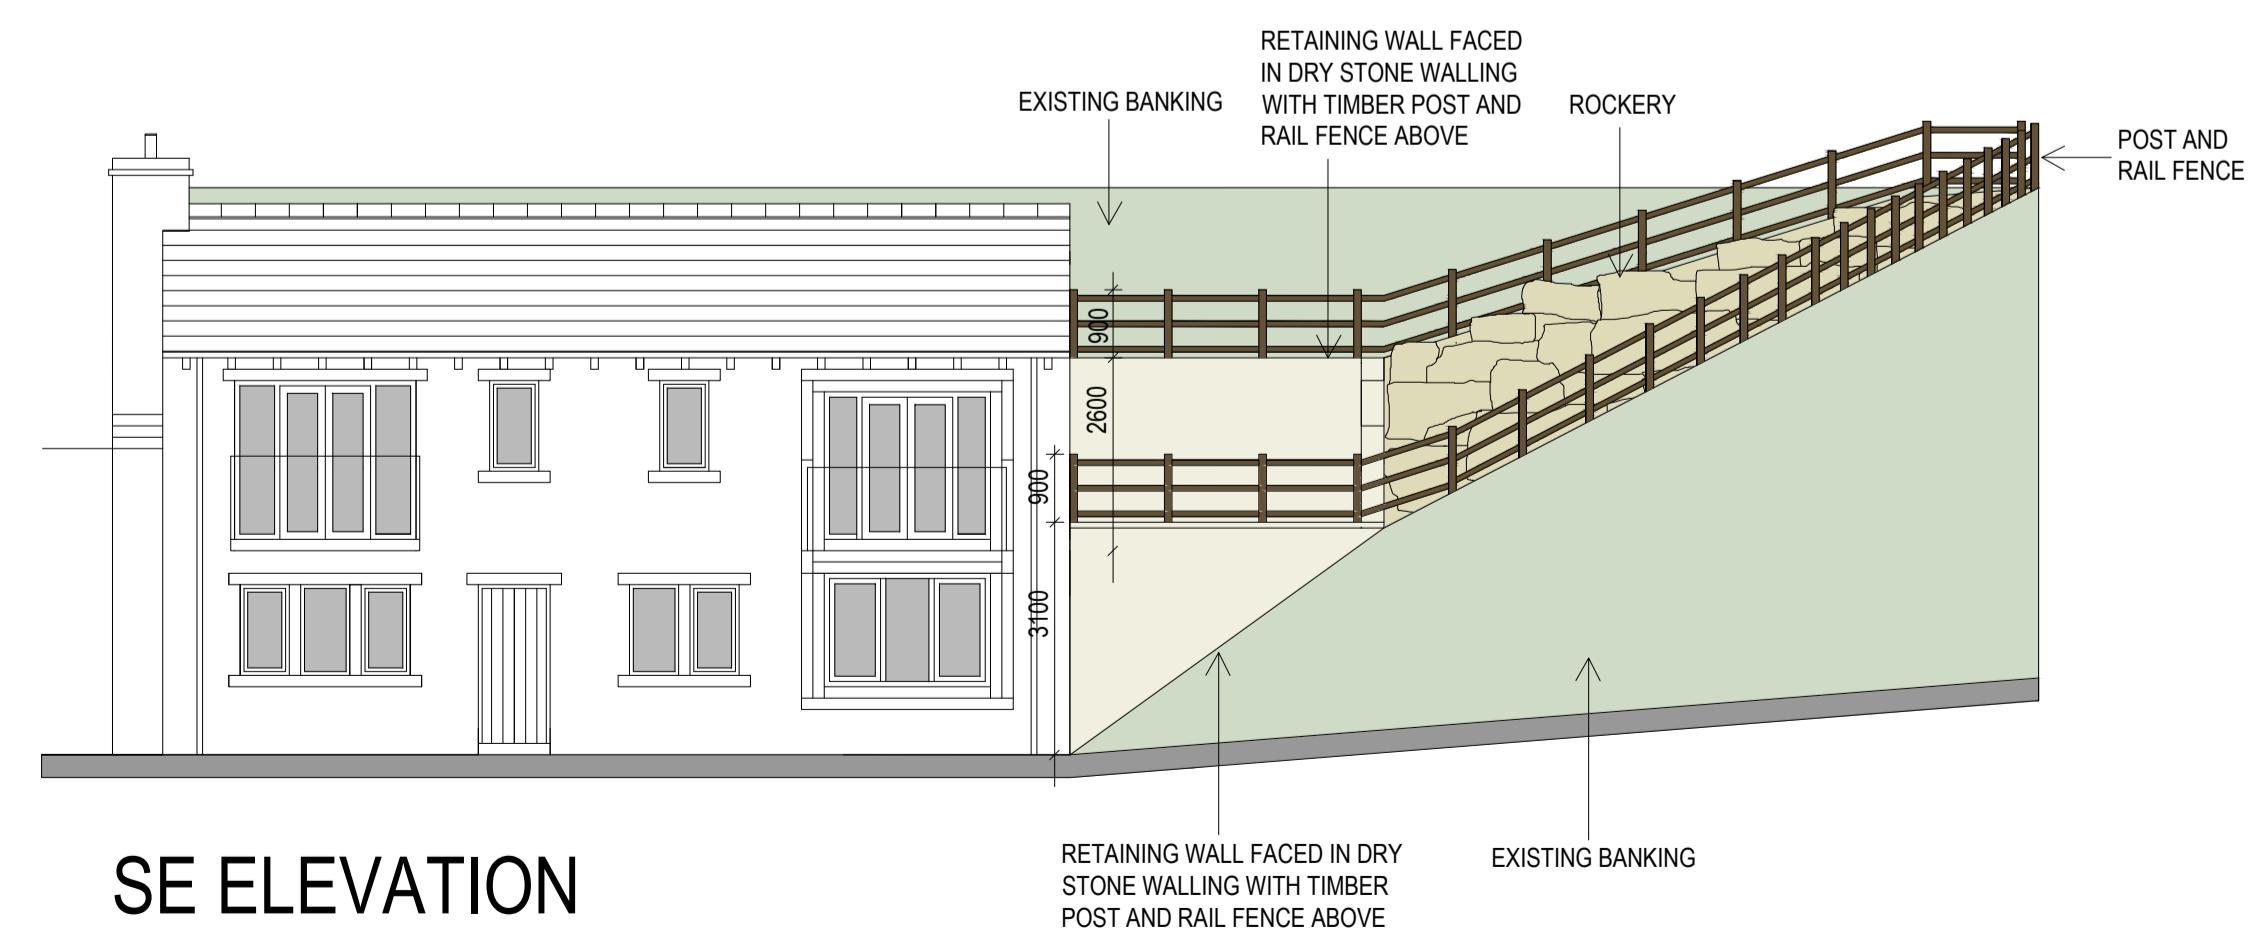 RETAINING WALL FACED
IN DRY STONE WALLING
WITH TIMBER POST AND
RAIL FENCE ABOVE
EXISTING BANKING
ROCKERY
POST AND
RAIL FENCE
900
2600
900
3100
RETAINING WALL FACED IN DRY
STONE WALLING WITH TIMBER
POST AND RAIL FENCE ABOVE
EXISTING BANKING
SE ELEVATION